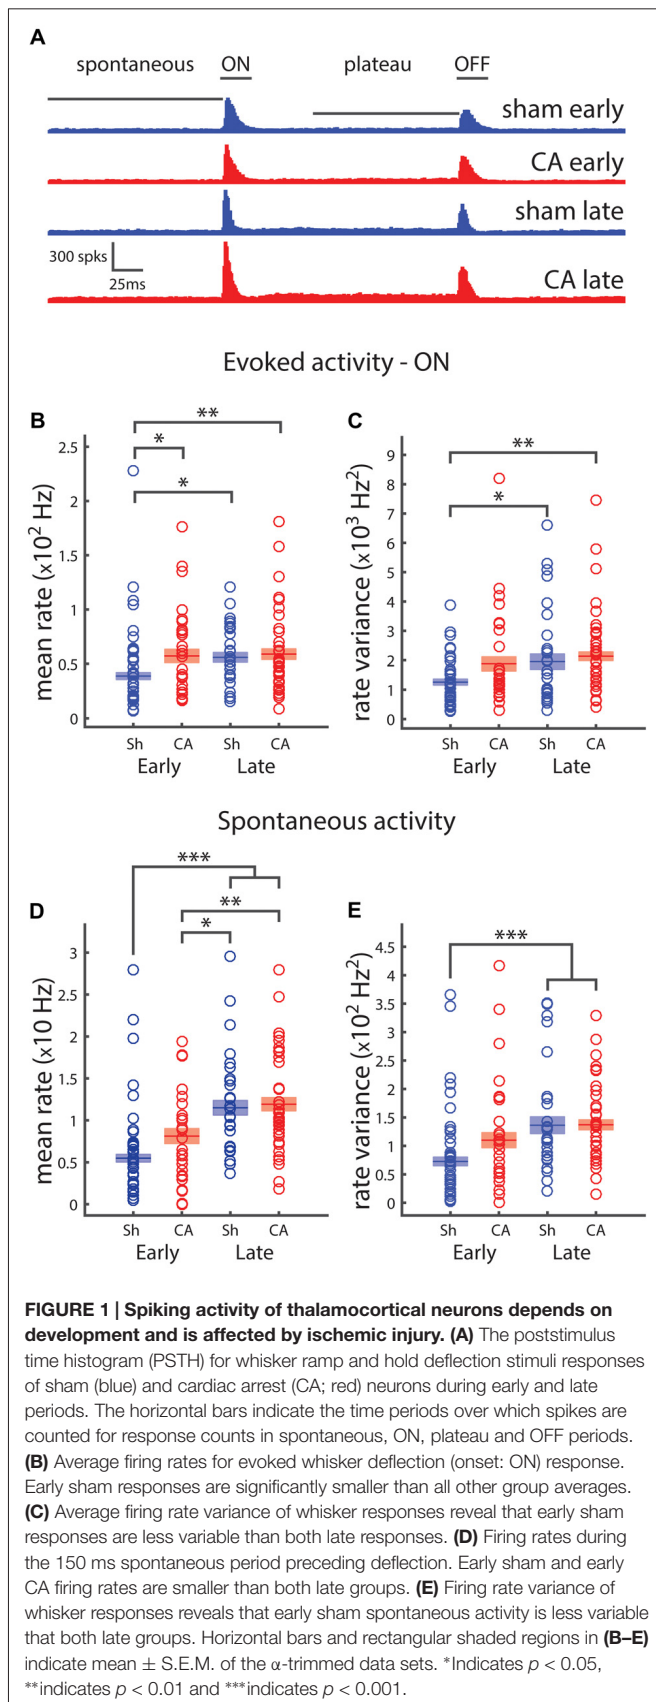 A
spontaneous ON plateau OFF
sham early
CA early
sham late
300 spks
25ms
CA late
Evoked activity - ON
B
**
*
*
2.5
2
1.5
1
0.5
0
mean rate (x10² Hz)
Sh CA Sh CA
Early Late
C
**
*
9
8
7
6
5
4
3
2
1
0
rate variance (x10³ Hz²)
Sh CA Sh CA
Early Late
Spontaneous activity
D
***
**
*
3
2.5
2
1.5
1
0.5
0
mean rate (x10 Hz)
Sh CA Sh CA
Early Late
E
***
4.5
4
3.5
3
2.5
2
1.5
1
0.5
0
rate variance (x10² Hz²)
Sh CA Sh CA
Early Late
FIGURE 1 | Spiking activity of thalamocortical neurons depends on
development and is affected by ischemic injury. (A) The poststimulus
time histogram (PSTH) for whisker ramp and hold deflection stimuli responses
of sham (blue) and cardiac arrest (CA; red) neurons during early and late
periods. The horizontal bars indicate the time periods over which spikes are
counted for response counts in spontaneous, ON, plateau and OFF periods.
(B) Average firing rates for evoked whisker deflection (onset: ON) response.
Early sham responses are significantly smaller than all other group averages.
(C) Average firing rate variance of whisker responses reveal that early sham
responses are less variable than both late responses. (D) Firing rates during
the 150 ms spontaneous period preceding deflection. Early sham and early
CA firing rates are smaller than both late groups. (E) Firing rate variance of
whisker responses reveals that early sham spontaneous activity is less variable
that both late groups. Horizontal bars and rectangular shaded regions in (B–E)
indicate mean ± S.E.M. of the α-trimmed data sets. *Indicates p < 0.05,
**indicates p < 0.01 and ***indicates p < 0.001.